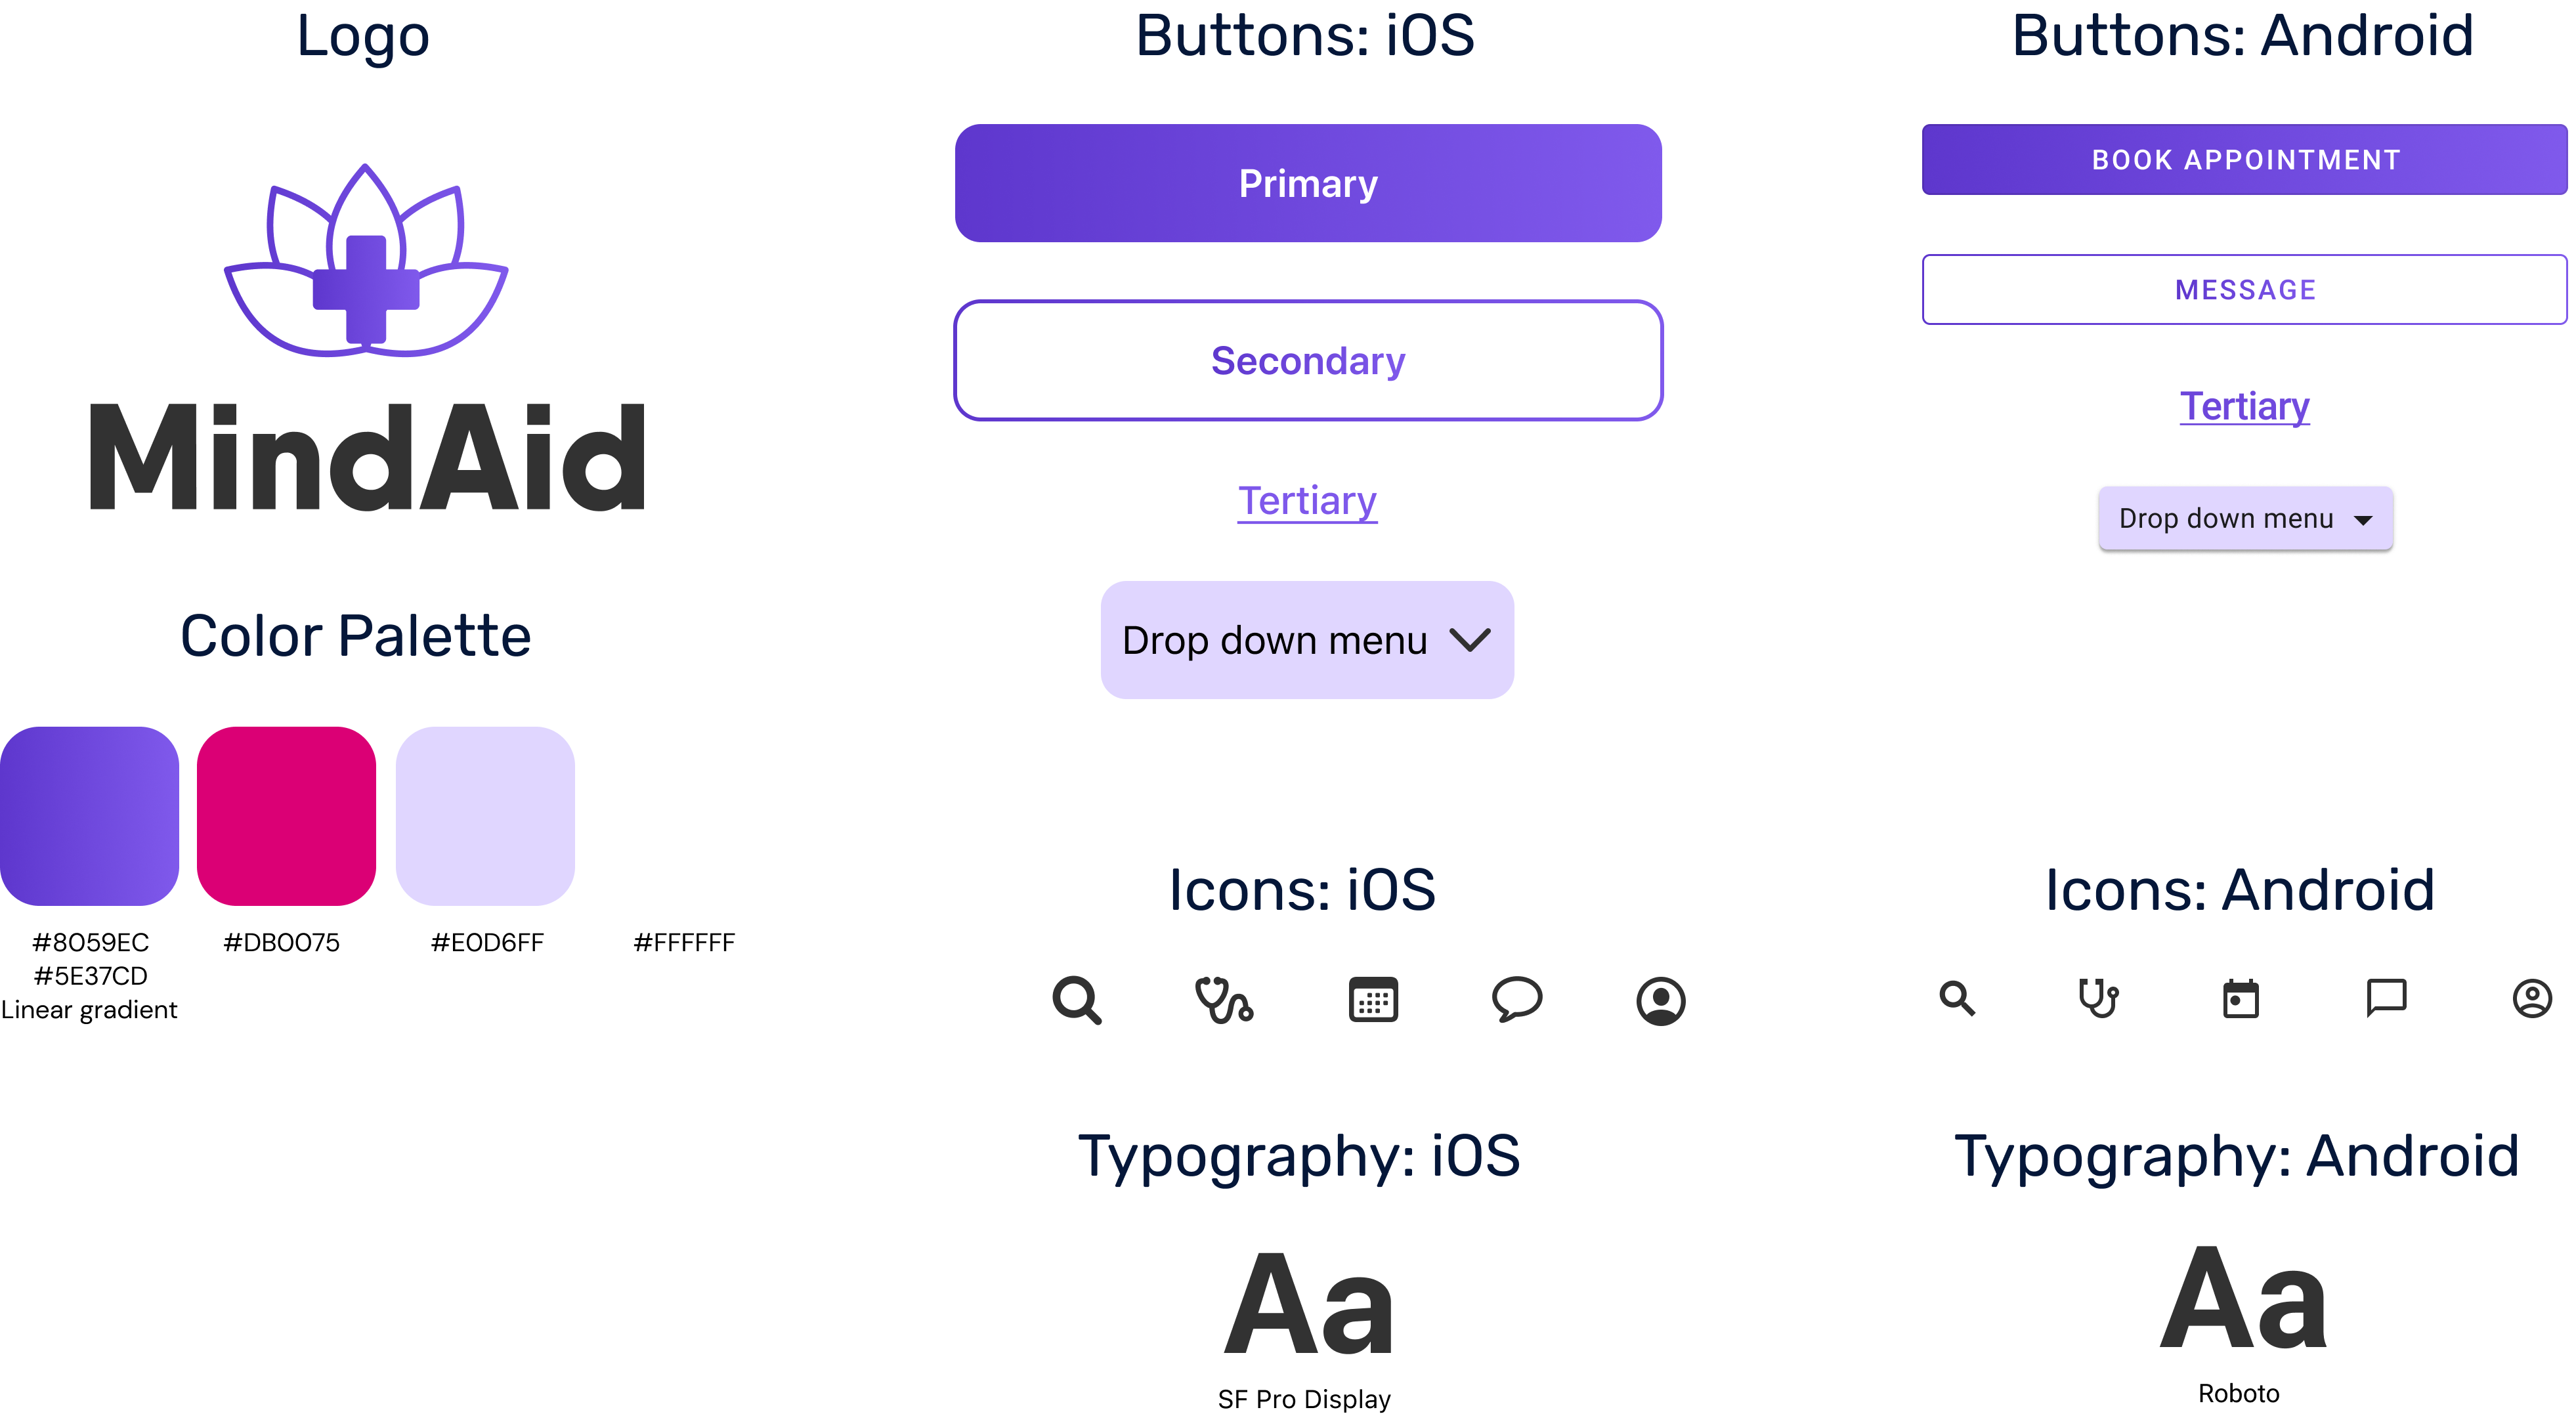 Logo
MindAid
Color Palette
#8059EC
#5E37CD
Linear gradient
#DB0075
#E0D6FF
#FFFFFF
Buttons: iOS
Primary
Secondary
Tertiary
Drop down menu
Icons: iOS
Typography: iOS
Aa
SF Pro Display
Buttons: Android
BOOK APPOINTMENT
MESSAGE
Tertiary
Drop down menu
Icons: Android
Typography: Android
Aa
Roboto